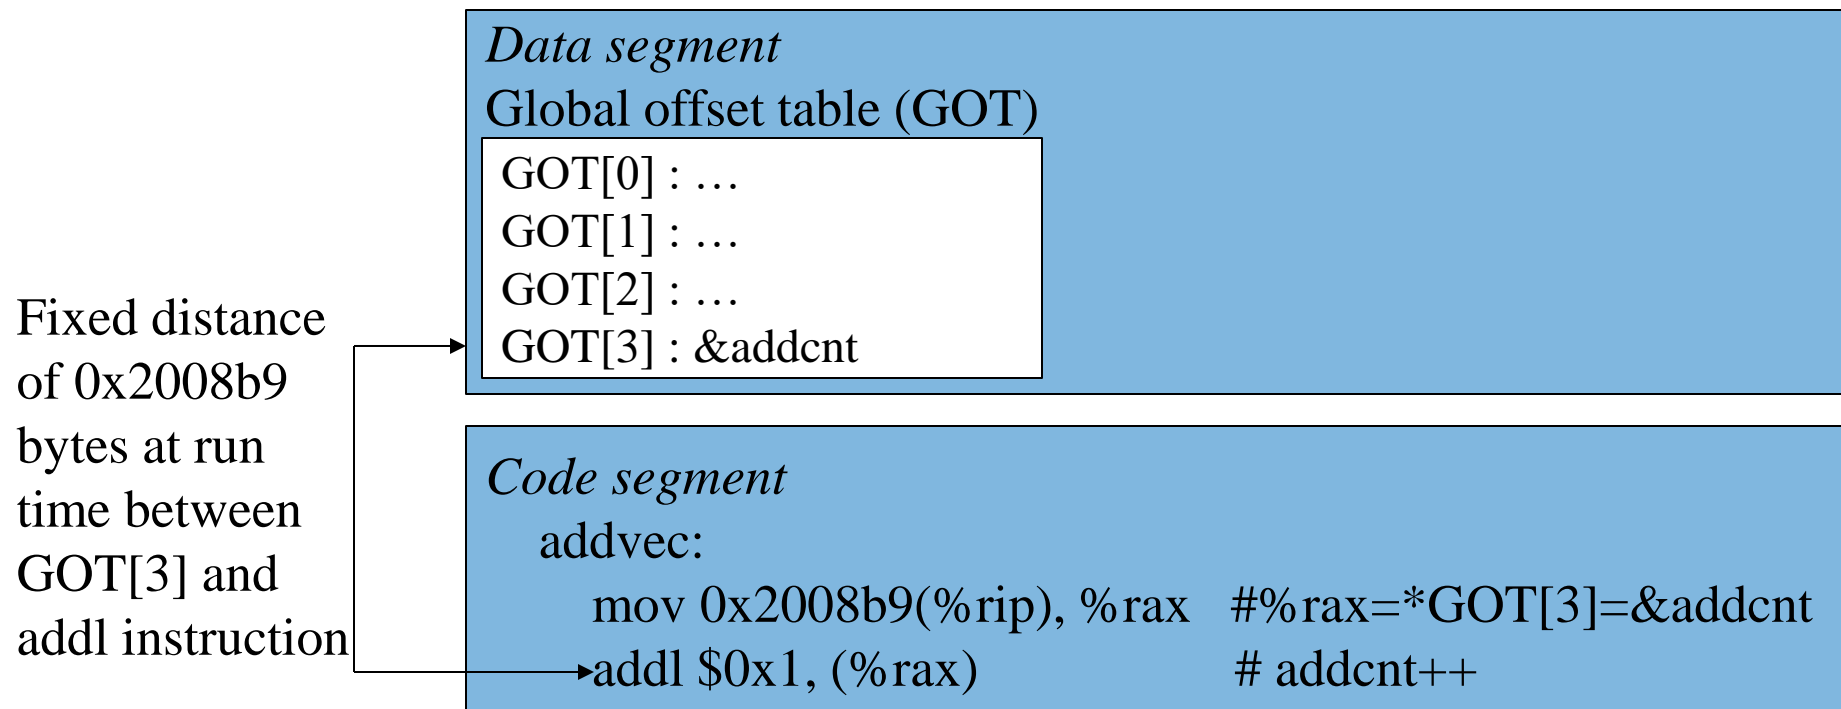 Data segment
Global offset table (GOT)
GOT[0] : …
GOT[1] : …
GOT[2] : …
GOT[3] : &addcnt
Fixed distance
of 0x2008b9
bytes at run
time between
GOT[3] and
addl instruction
Code segment
addvec:
mov 0x2008b9(%rip), %rax #%rax=*GOT[3]=&addcnt
addl $0x1, (%rax) # addcnt++